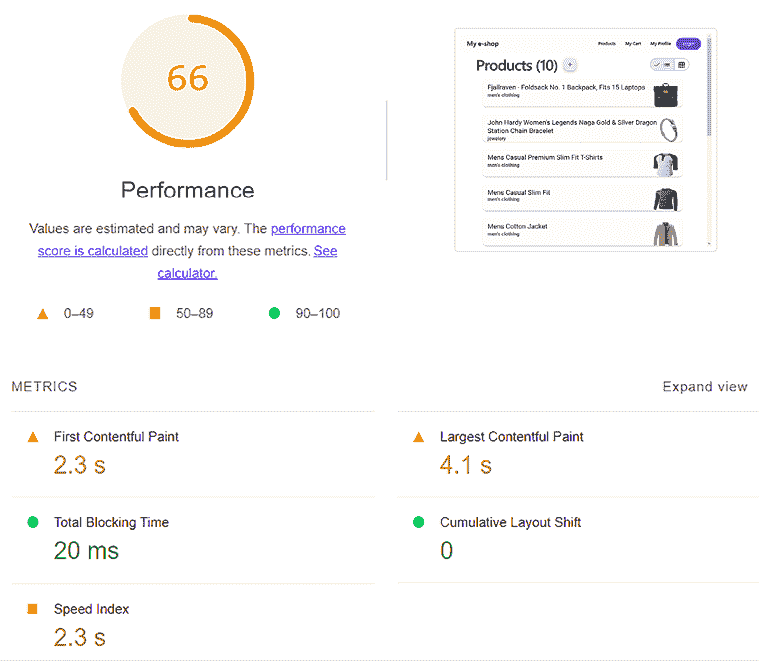 66
Performance
Values are estimated and may vary. The performance
score is calculated directly from these metrics. See
calculator.
0–49
50–89
90–100
My e-shop
Products
My Cart
My Profile
Products (10)
+
Fjallraven - Foldsack No. 1 Backpack, Fits 15 Laptops
men's clothing
John Hardy Women's Legends Naga Gold & Silver Dragon
Station Chain Bracelet
jewelery
Mens Casual Premium Slim Fit T-Shirts
men's clothing
Mens Casual Slim Fit
men's clothing
Mens Cotton Jacket
men's clothing
METRICS
Expand view
First Contentful Paint
2.3 s
Largest Contentful Paint
4.1 s
Total Blocking Time
20 ms
Cumulative Layout Shift
0
Speed Index
2.3 s